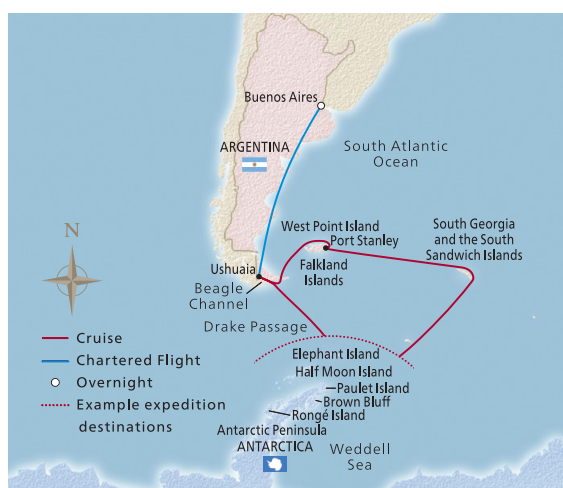 Buenos Aires
ARGENTINA
South Atlantic
Ocean
West Point Island
Port Stanley
South Georgia
and the South
Sandwich Islands
N
Ushuaia
Falkland
Islands
Beagle
Channel
Drake Passage
Cruise
Chartered Flight
Overnight
Example expedition
destinations
Elephant Island
Half Moon Island
Paulet Island
Brown Bluff
Rongé Island
Antarctic Peninsula
ANTARCTICA
Weddell
Sea